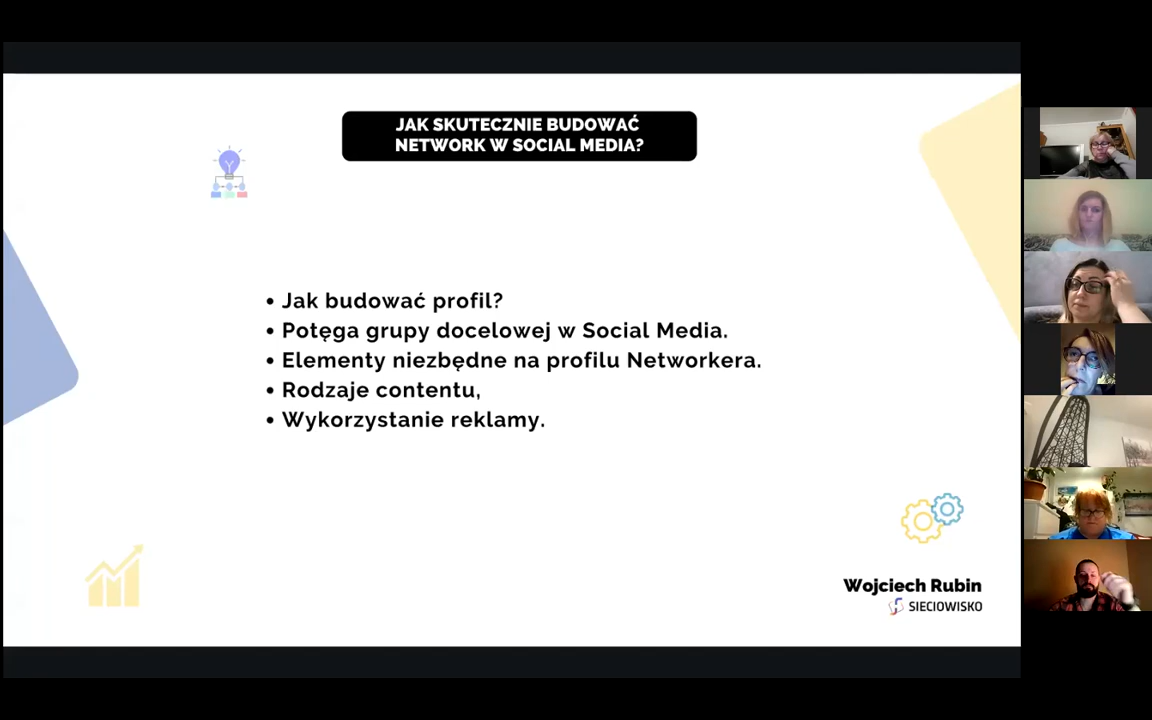 JAK SKUTECZNIE BUDOWAĆ
NETWORK W SOCIAL MEDIA?
• Jak budować profil?
• Potęga grupy docelowej w Social Media.
• Elementy niezbędne na profilu Networkera.
• Rodzaje contentu,
• Wykorzystanie reklamy.
Wojciech Rubin
SIECIOWISKO